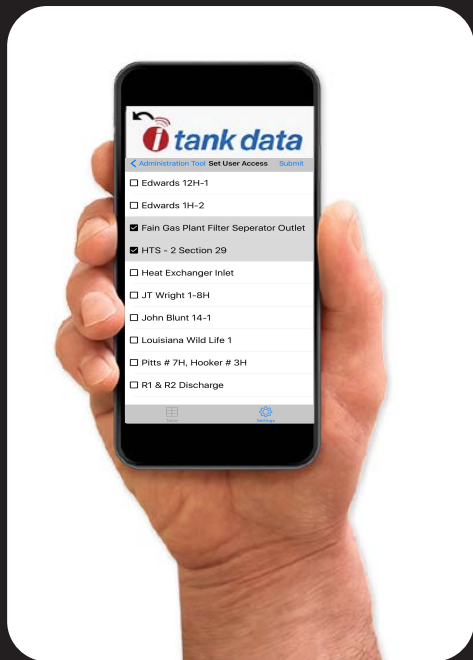 i tank data
Administration Tool Set User Access Submit
Edwards 12H-1
Edwards 1H-2
Fain Gas Plant Filter Seperator Outlet
HTS - 2 Section 29
Heat Exchanger Inlet
JT Wright 1-8H
John Blunt 14-1
Louisiana Wild Life 1
Pitts # 7H, Hooker # 3H
R1 & R2 Discharge
Settings